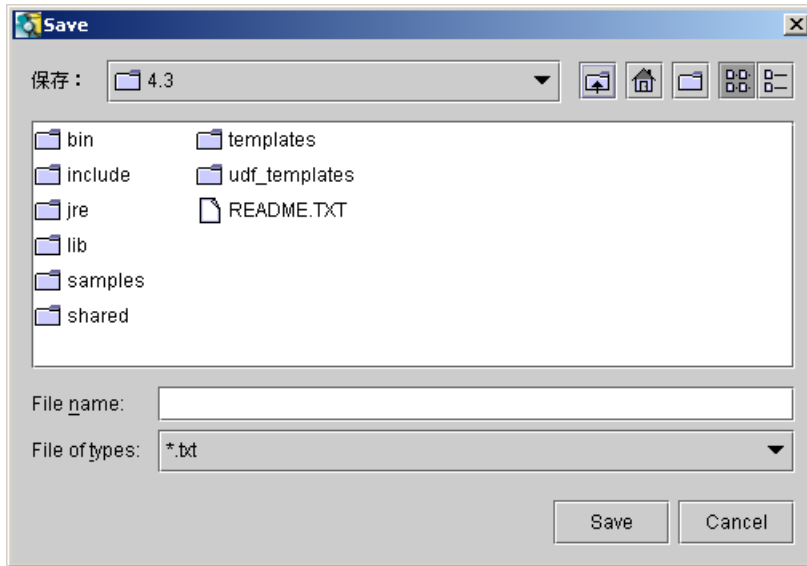 Save
保存：
4.3
bin
include
jre
lib
samples
shared
templates
udf_templates
README.TXT
File name:
File of types:
*.txt
Save
Cancel